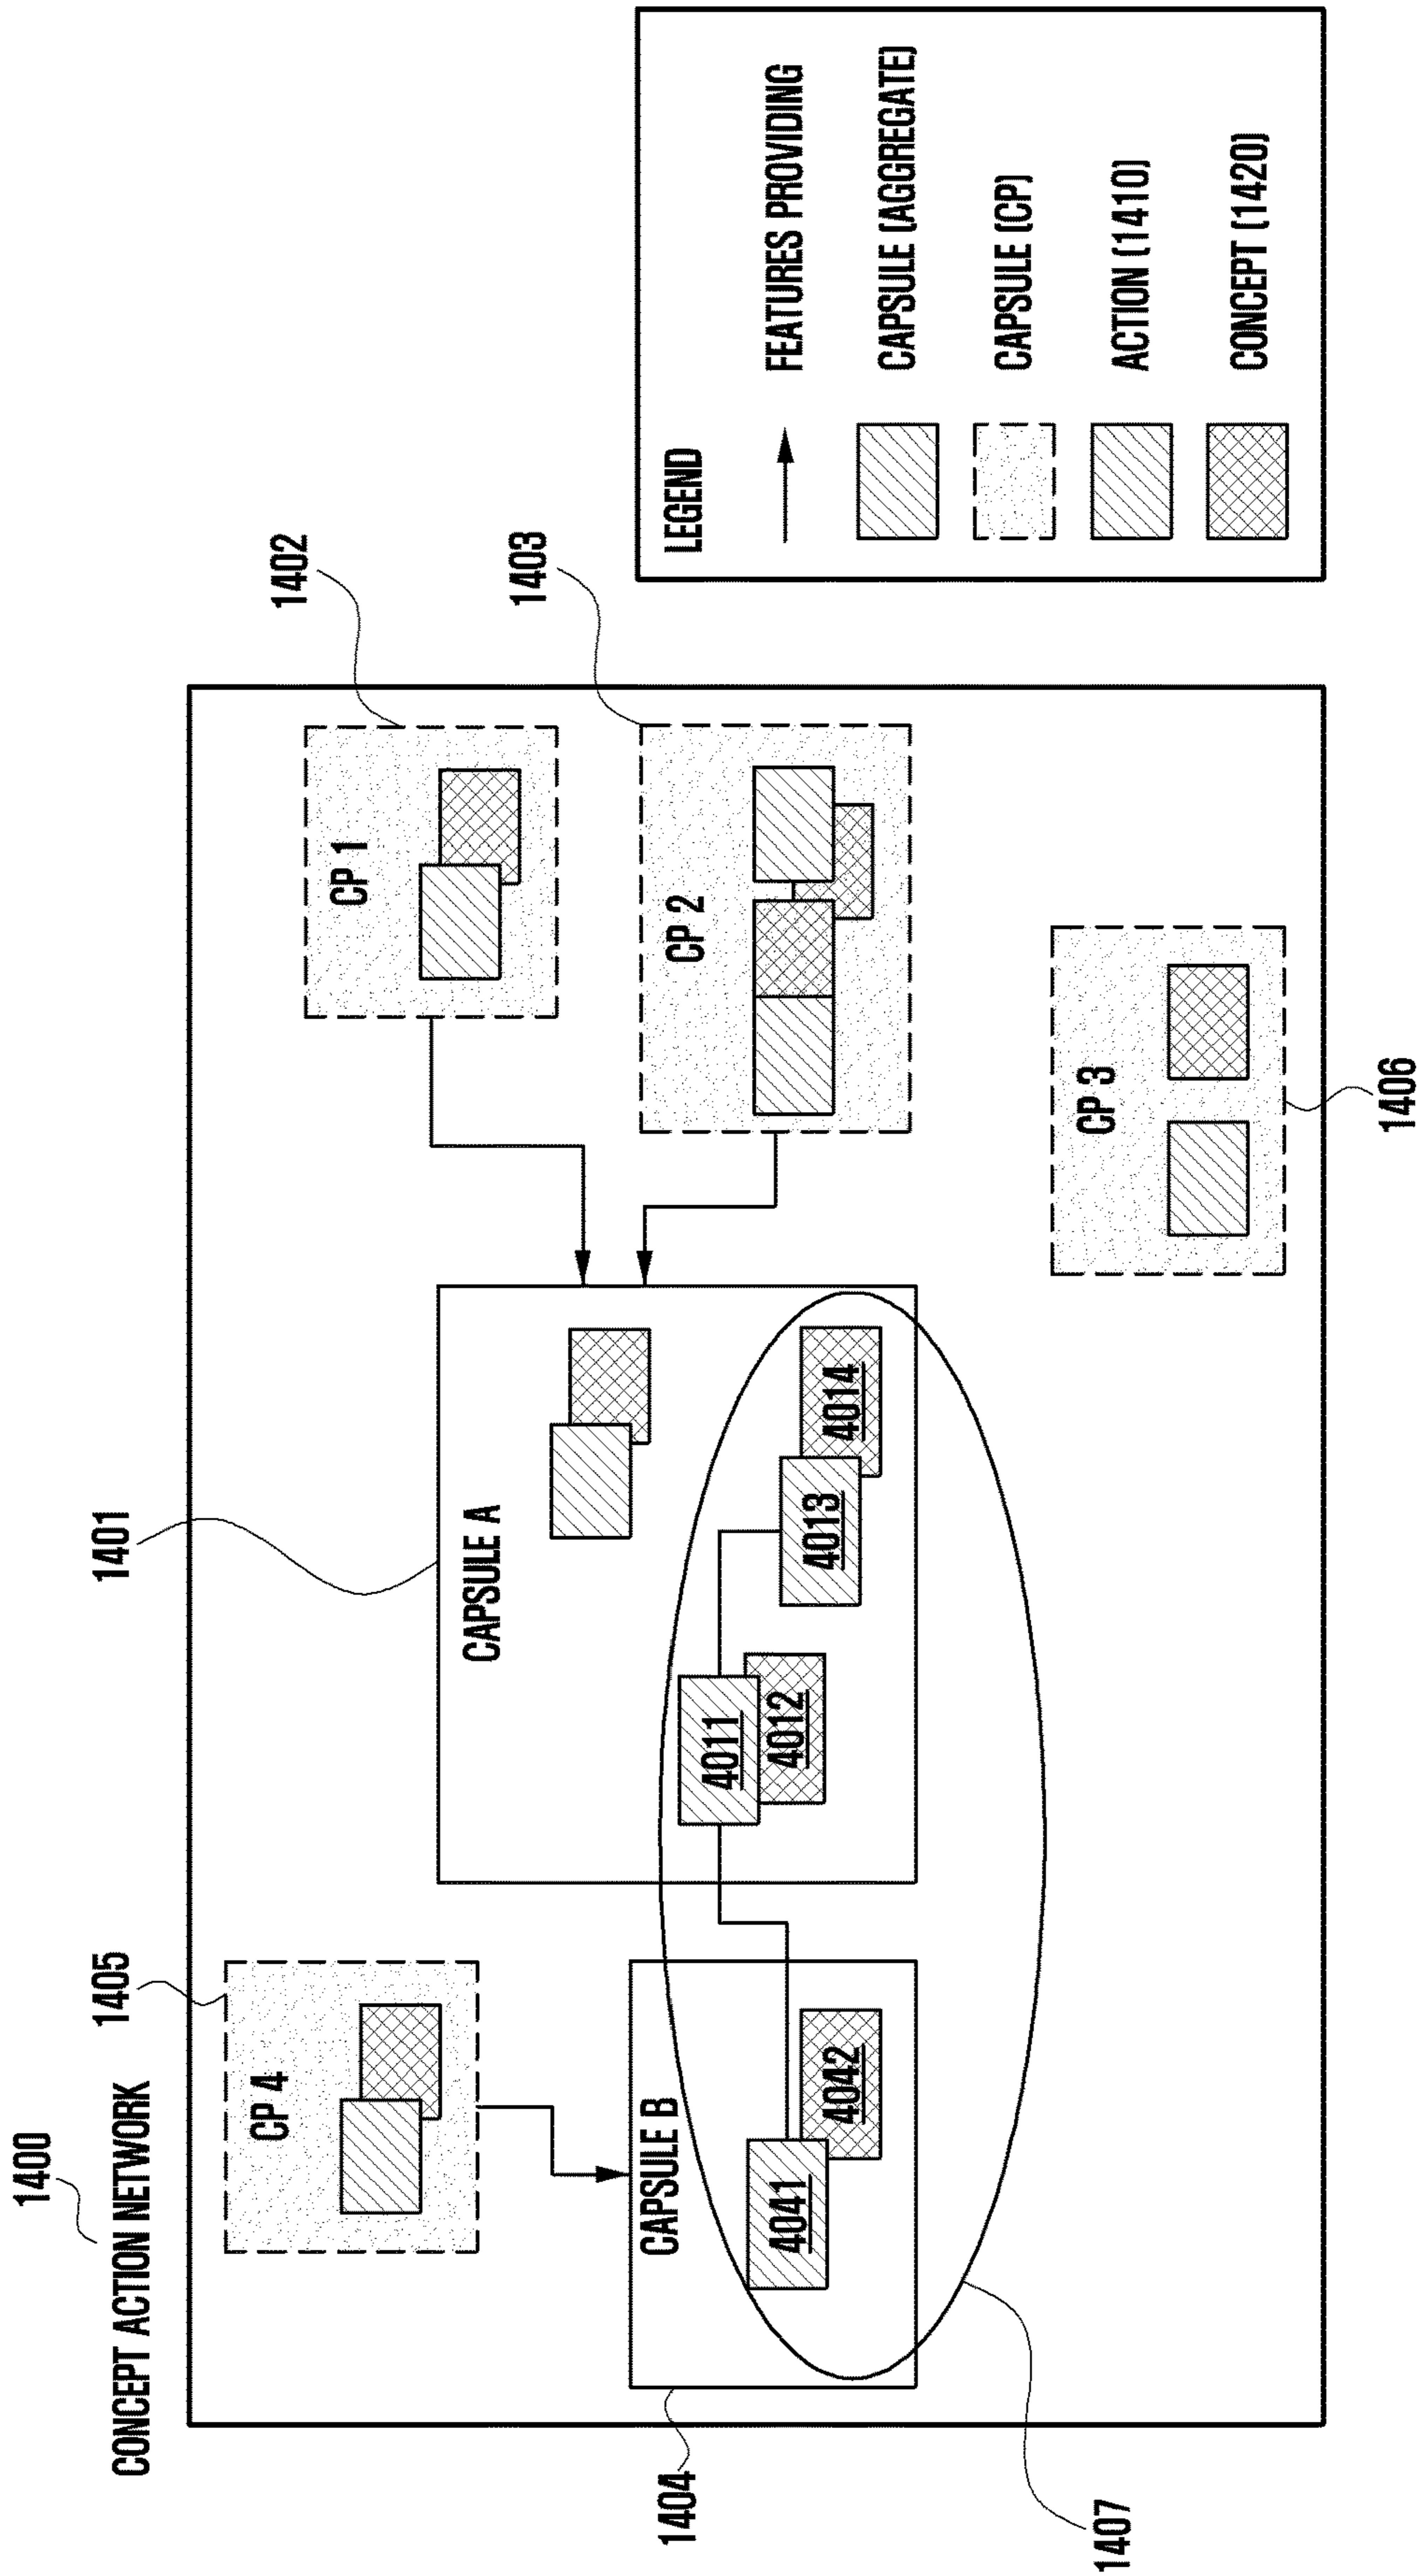 1400
CONCEPT ACTION NETWORK
1405
1401
1402
CP 4
CP 1
CAPSULE A
1403
CAPSULE B
CP 2
1404
4041
4042
4011
4012
4013
4014
CP 3
1407
1406
LEGEND
FEATURES PROVIDING
CAPSULE (AGGREGATE)
CAPSULE (CP)
ACTION (1410)
CONCEPT (1420)